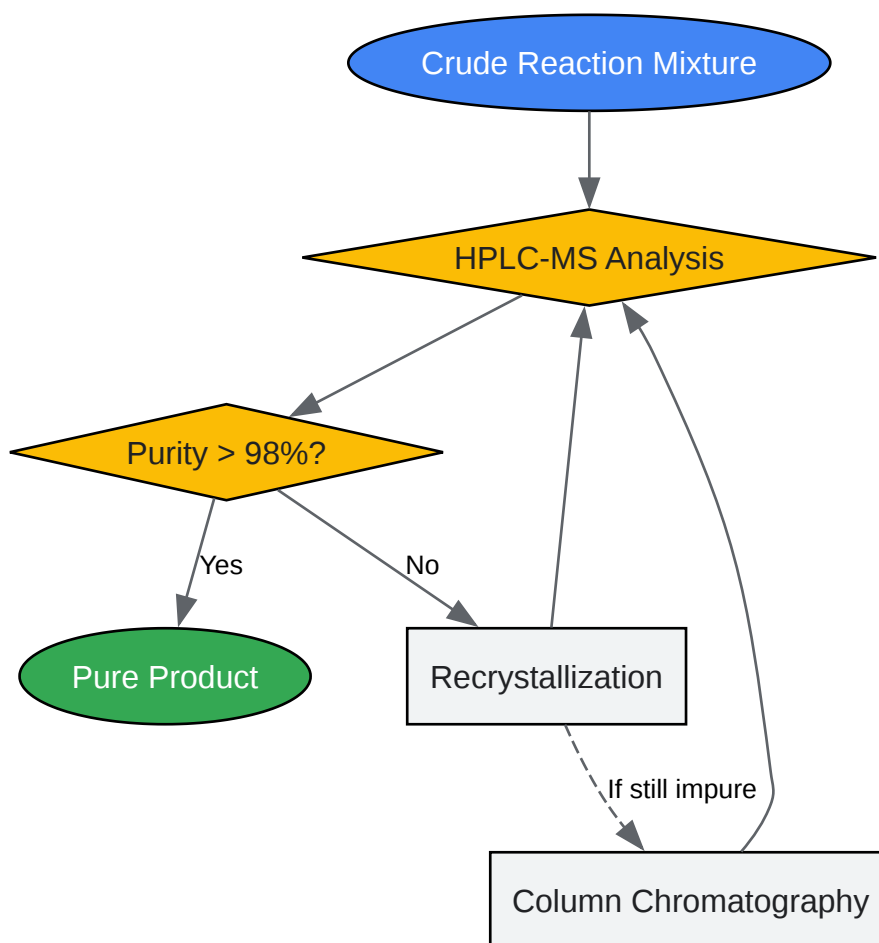 Crude Reaction Mixture
HPLC-MS Analysis
Purity > 98%?
Yes
No
Pure Product
Recrystallization
If still impure
Column Chromatography